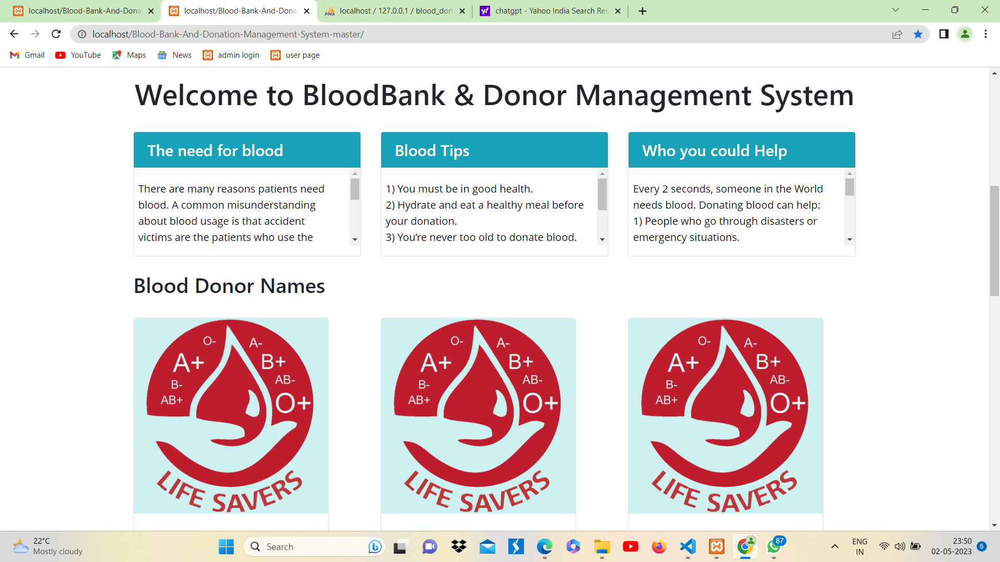 localhost/Blood-Bank-And-Dona
localhost/Blood-Bank-And-Dona
localhost / 127.0.0.1 / blood_don
chatgpt - Yahoo India Search Res
localhost/Blood-Bank-And-Donation-Management-System-master/
Gmail
YouTube
Maps
News
admin login
user page
Welcome to BloodBank & Donor Management System
The need for blood
There are many reasons patients need
blood. A common misunderstanding
about blood usage is that accident
victims are the patients who use the
Blood Tips
1) You must be in good health.
2) Hydrate and eat a healthy meal before
your donation.
3) You’re never too old to donate blood.
Who you could Help
Every 2 seconds, someone in the World
needs blood. Donating blood can help:
1) People who go through disasters or
emergency situations.
Blood Donor Names
O-
A-
A+
B+
B-
AB-
AB+
O+
LIFE SAVERS
O-
A-
A+
B+
B-
AB-
AB+
O+
LIFE SAVERS
O-
A-
A+
B+
B-
AB-
AB+
O+
LIFE SAVERS
22°C
Mostly cloudy
Search
87
ENG
IN
23:50
02-05-2023
6